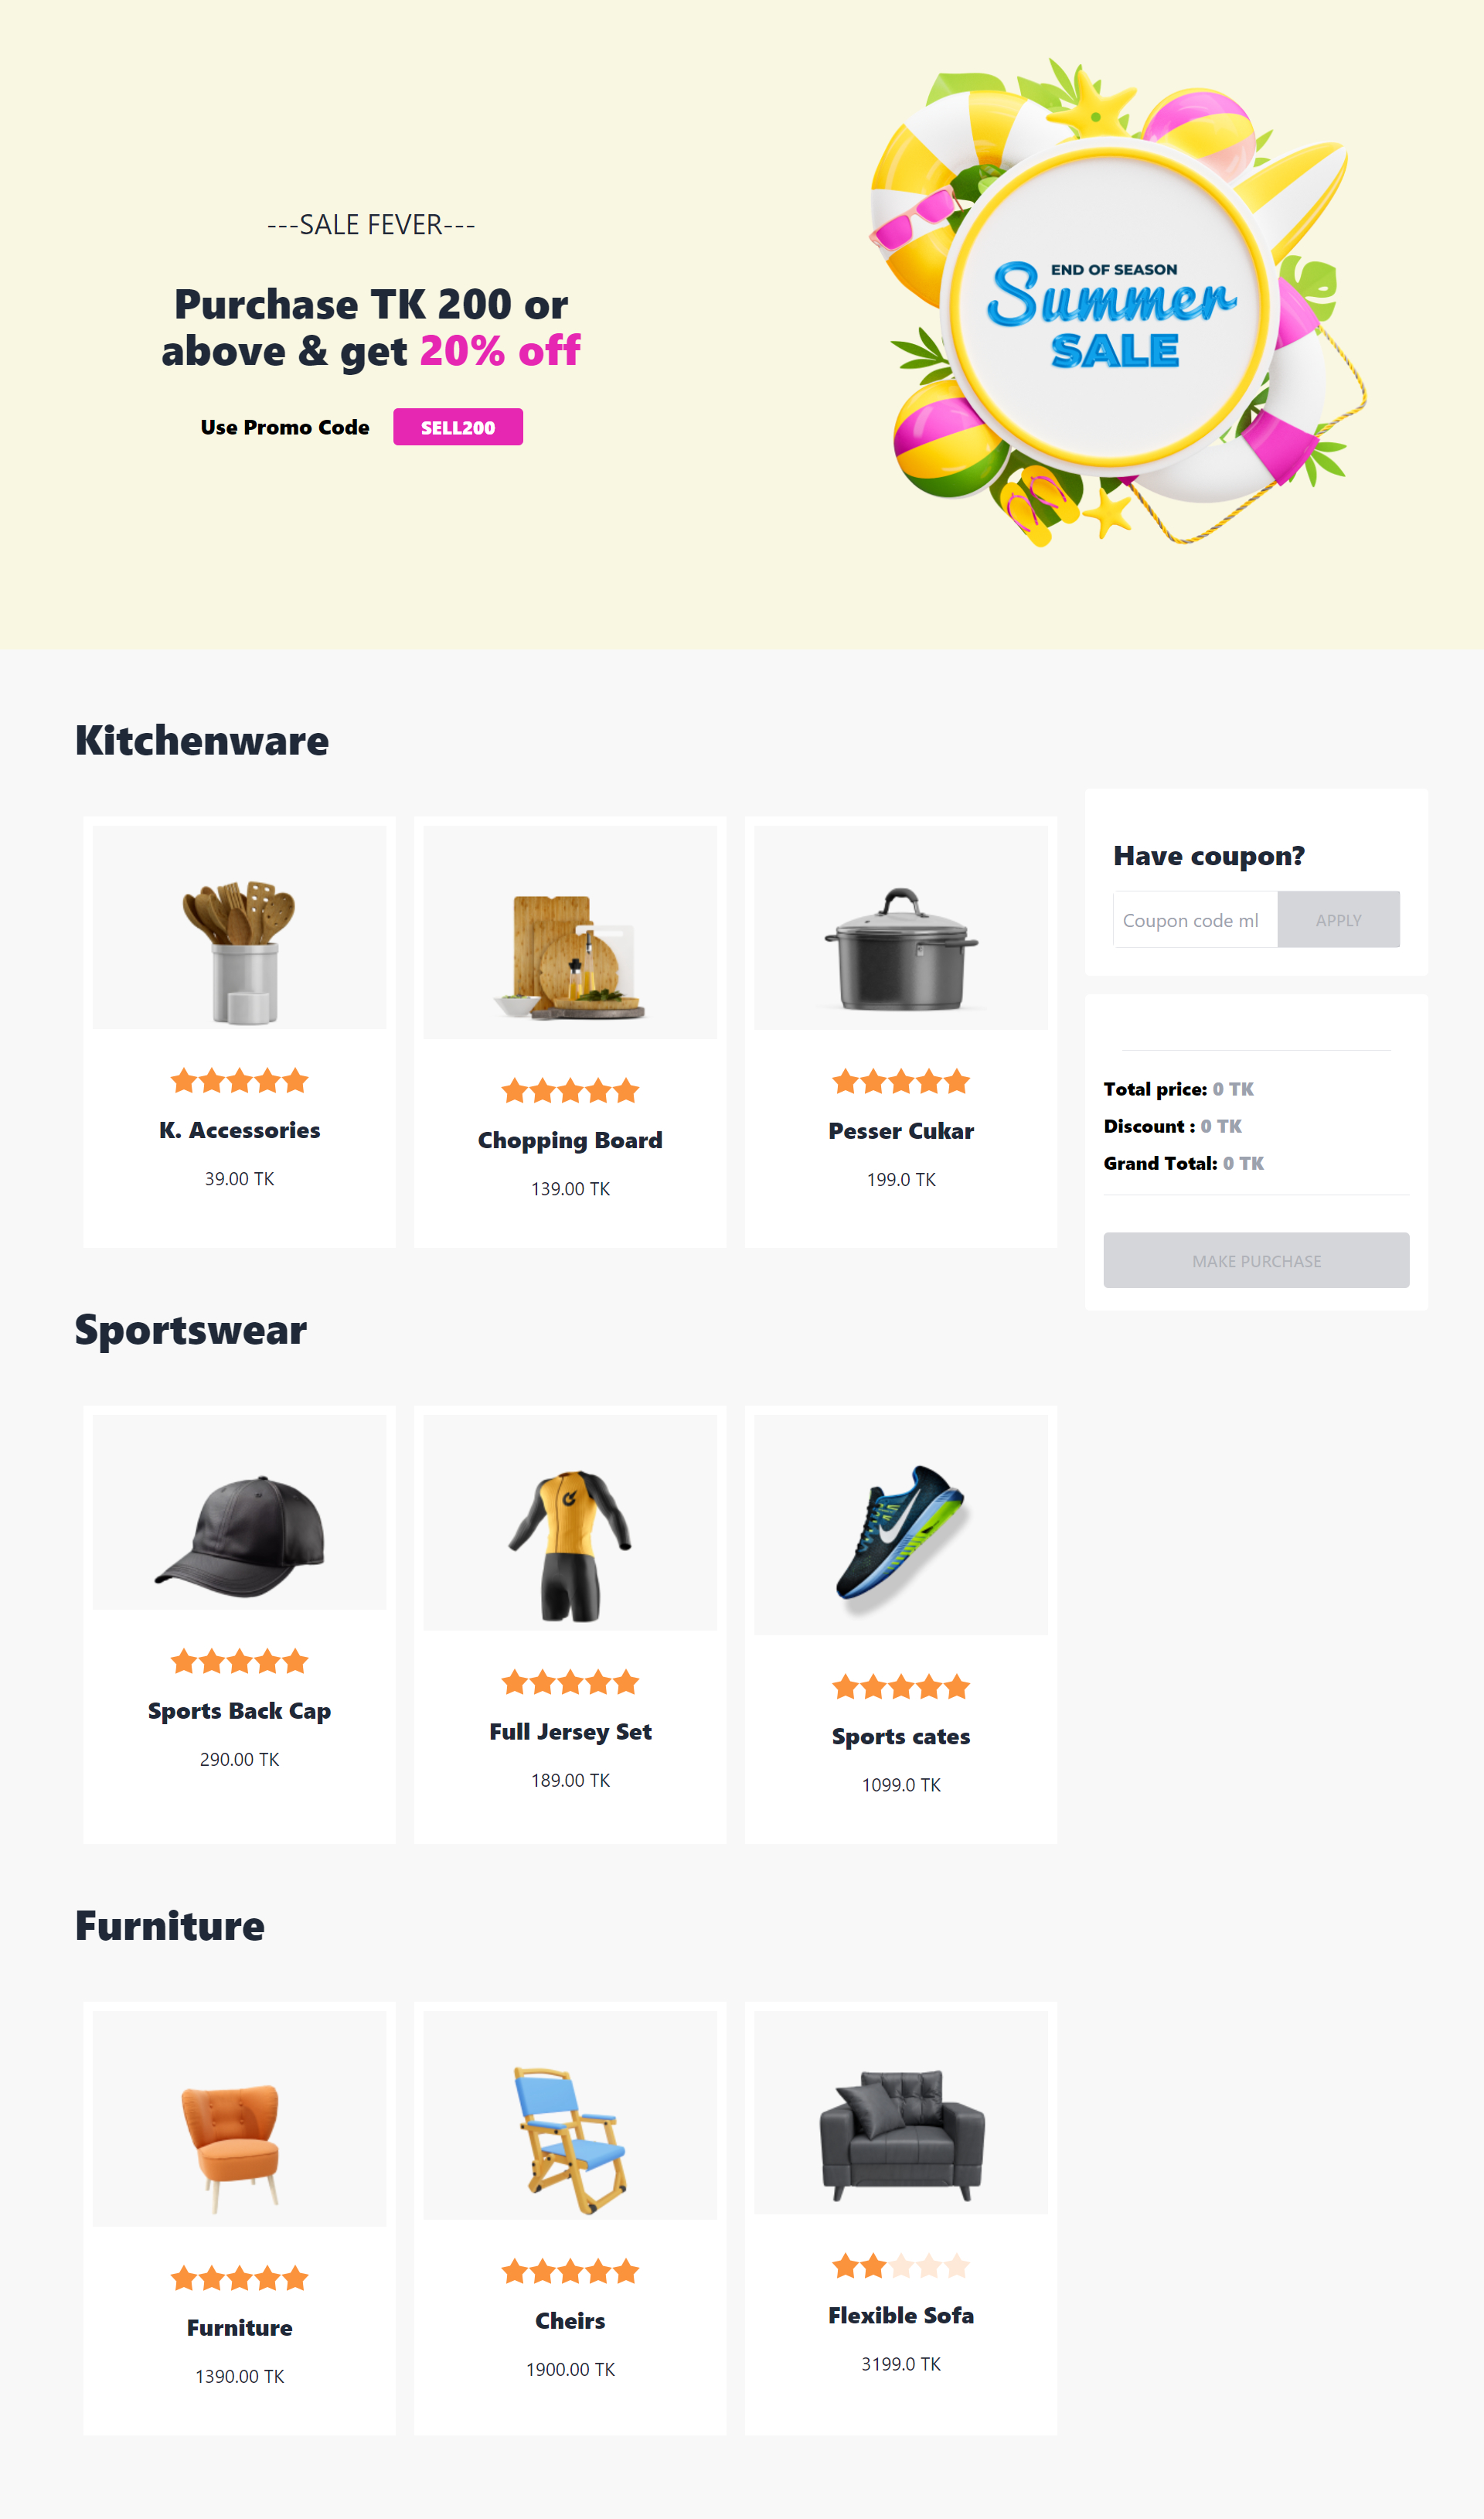 ---SALE FEVER---
Purchase TK 200 or
above & get 20% off
Use Promo Code SELL200
END OF SEASON
Summer
SALE
Kitchenware
K. Accessories
39.00 TK
Chopping Board
139.00 TK
Pesser Cukar
199.0 TK
Have coupon?
Coupon code ml
APPLY
Total price: 0 TK
Discount : 0 TK
Grand Total: 0 TK
MAKE PURCHASE
Sportswear
Sports Back Cap
290.00 TK
Full Jersey Set
189.00 TK
Sports cates
1099.0 TK
Furniture
Furniture
1390.00 TK
Cheirs
1900.00 TK
Flexible Sofa
3199.0 TK